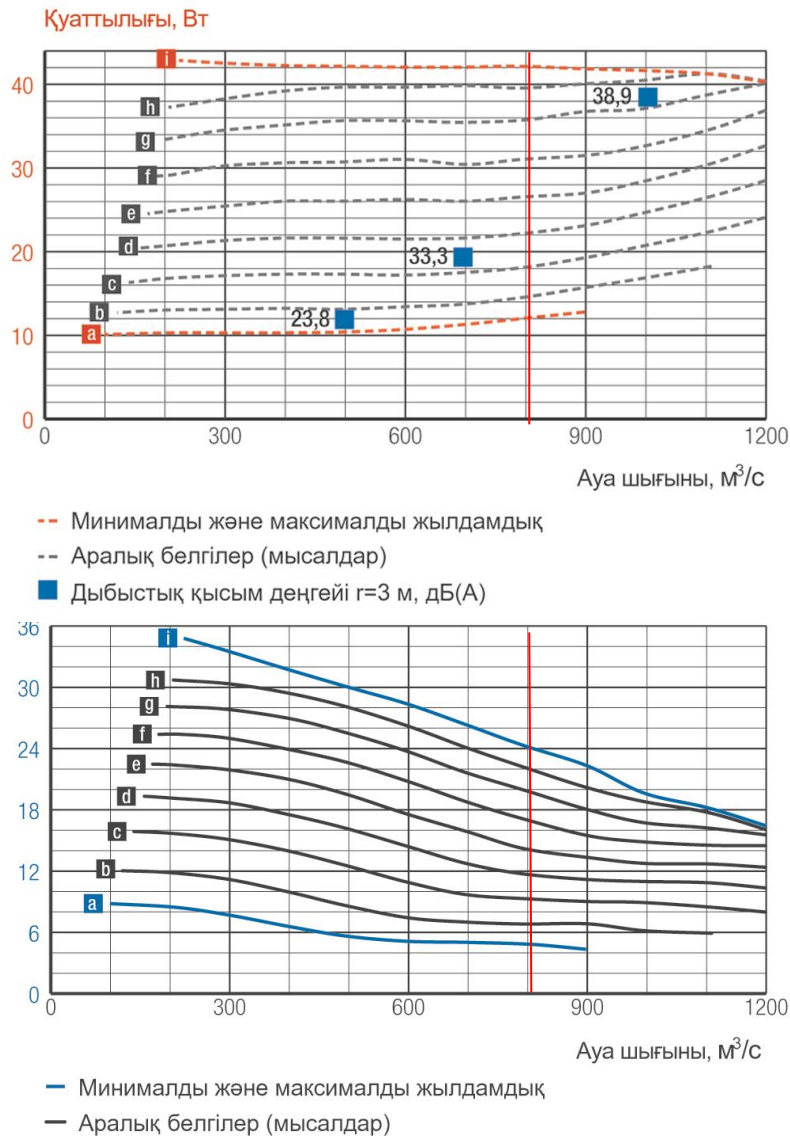 Қуаттылығы, Вт
i
40
h
38,9
g
30
f
e
d
20
33,3
c
b
23,8
a
10
0
0 300 600 900 1200
Ауа шығыны, м³/с
Минималды және максималды жылдамдық
Аралық белгілер (мысалдар)
Дыбыстық қысым деңгейі r=3 м, дБ(А)
36
i
30
h
g
f
24
e
d
18
c
12
b
a
6
0
0 300 600 900 1200
Ауа шығыны, м³/с
Минималды және максималды жылдамдық
Аралық белгілер (мысалдар)